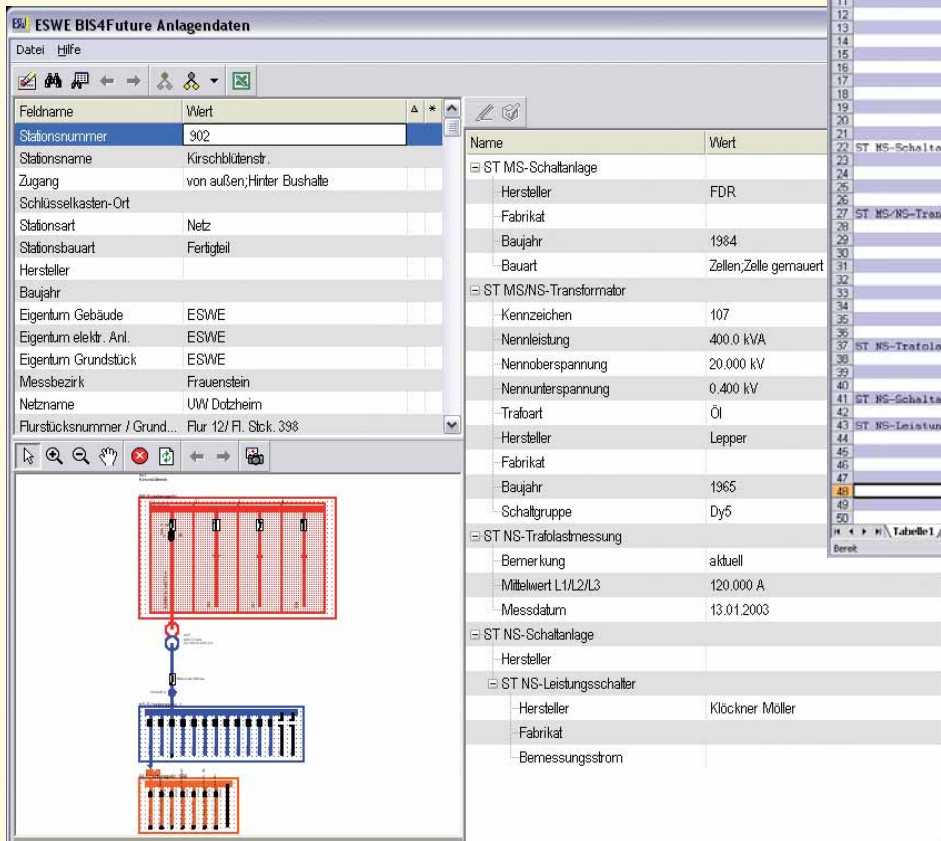 ESWE BIS4Future Anlagendaten
Datei Hilfe
Feldname Wert
Stationsnummer 902
Stationsname Kirschblütenstr.
Zugang von außen;Hinter Bushalte
Schlüsselkasten-Ort
Stationsart Netz
Stationsbauart Fertigteil
Hersteller
Baujahr
Eigentum Gebäude ESWE
Eigentum elektr. Anl. ESWE
Eigentum Grundstück ESWE
Messbezirk Frauenstein
Netzname UW Dotzheim
Flurstücksnummer / Grund... Flur 12/ Fl. Stck. 398
Name Wert
ST MS-Schaltanlage
Hersteller FDR
Fabrikat
Baujahr 1984
Bauart Zellen;Zelle gemauert
ST MS/NS-Transformator
Kennzeichen 107
Nennleistung 400.0 kVA
Nennoberspannung 20.000 kV
Nennunterspannung 0.400 kV
Trafoart Öl
Hersteller Lepper
Fabrikat
Baujahr 1965
Schaltgruppe Dy5
ST NS-Trafolastmessung
Bemerkung aktuell
Mittelwert L1/L2/L3 120.000 A
Messdatum 13.01.2003
ST NS-Schaltanlage
Hersteller
ST NS-Leistungsschalter
Hersteller Klöckner Möller
Fabrikat
Bemessungsstrom
11
12
13
14
15
16
17
18
19
20
21
22 ST MS-Schalta
23
24
25
26
27 ST MS/NS-Tran
28
29
30
31
32
33
34
35
36
37 ST NS-Trafola
38
39
40
41 ST NS-Schalta
42
43 ST NS-Leistun
44
45
46
47
48
49
50
Tabelle1
Bereit